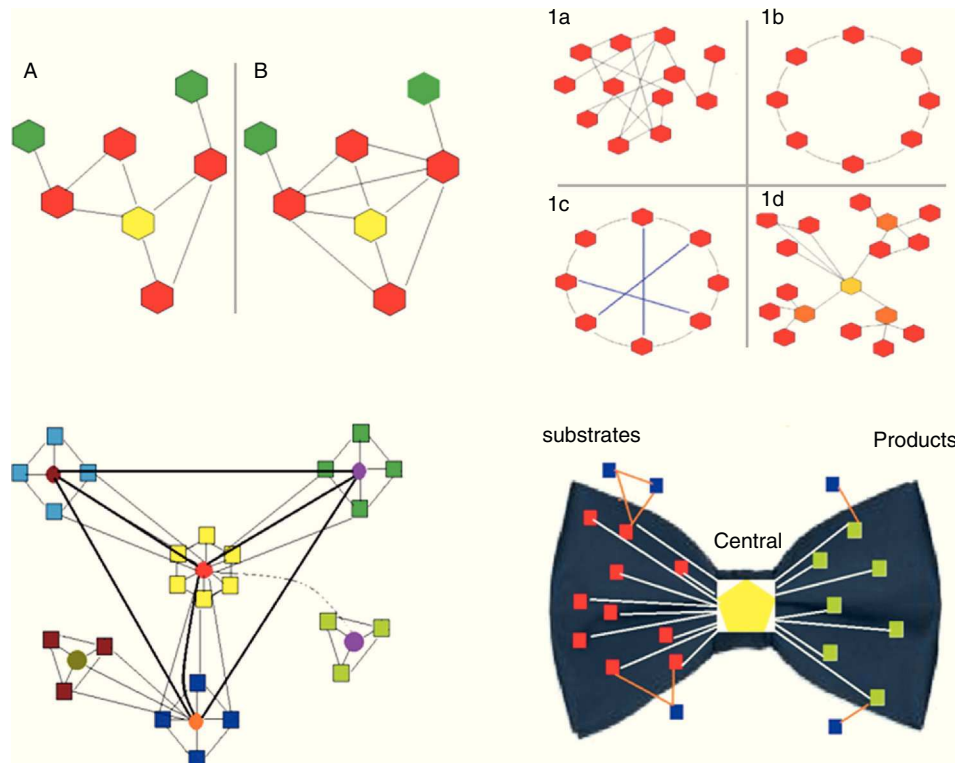 A
B
1a
1b
1c
1d
substrates
Products
Central